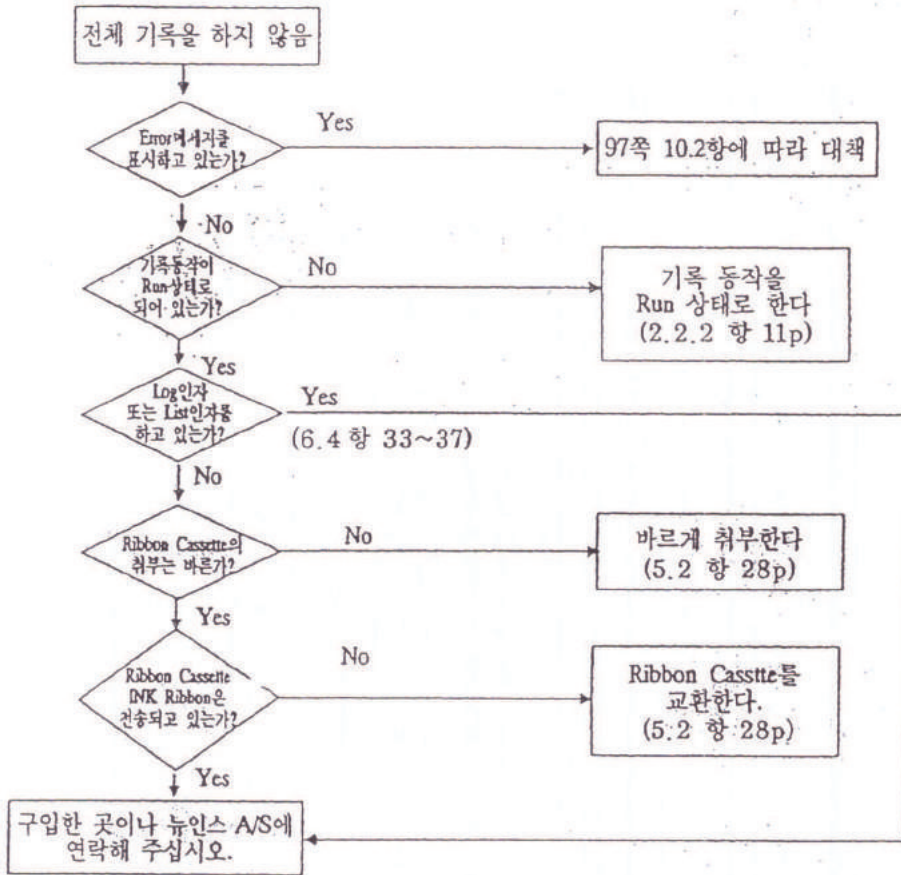 전체 기록을 하지 않음
Error메세지를
표시하고 있는가?
Yes
97쪽 10.2항에 따라 대책
No
기록동작이
Run상태로
되어 있는가?
No
기록 동작을
Run 상태로 한다
(2.2.2 항 11p)
Yes
Log인자
또는 List인자를
하고 있는가?
Yes
(6.4 항 33~37)
No
Ribbon Cassette의
취부는 바른가?
No
바르게 취부한다
(5.2 항 28p)
Yes
Ribbon Cassette
INK Ribbon은
전송되고 있는가?
No
Ribbon Casstte를
교환한다.
(5.2 항 28p)
Yes
구입한 곳이나 뉴인스 A/S에
연락해 주십시오.